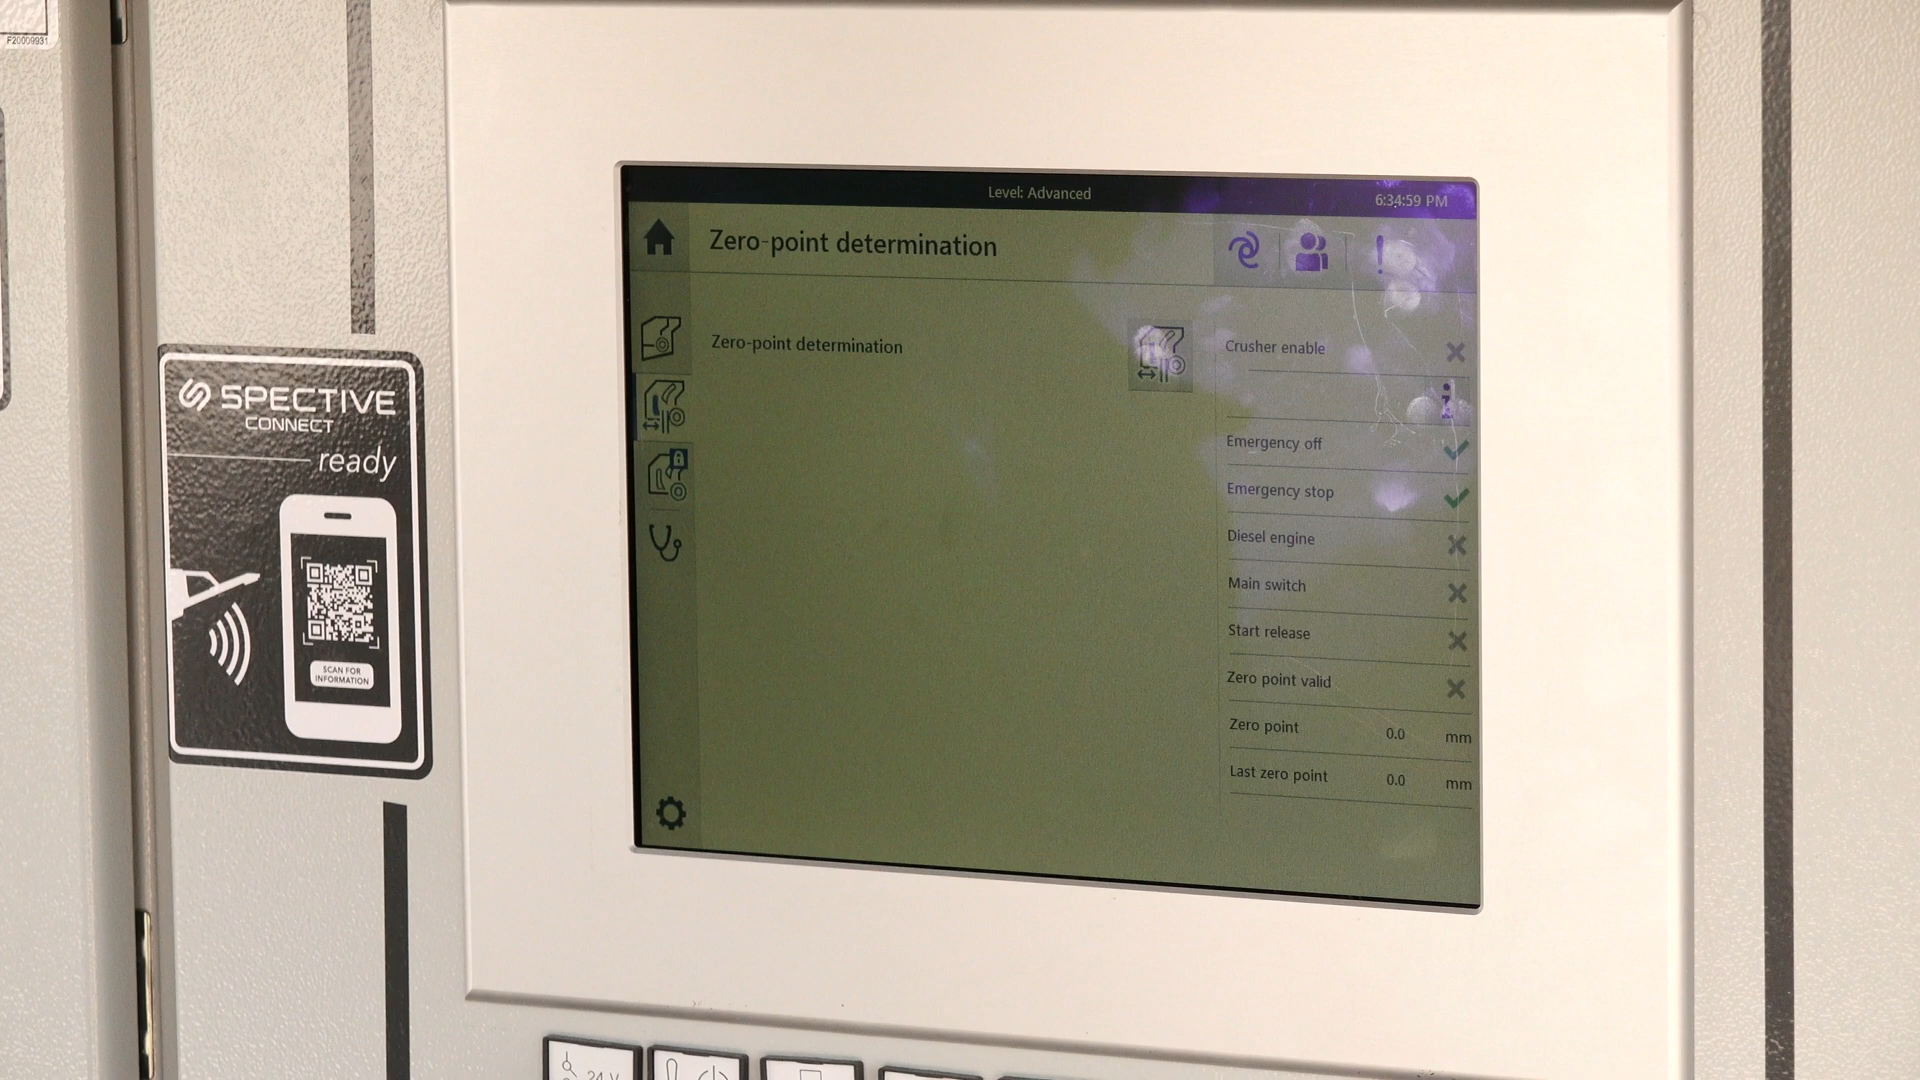 F20009931
SPECTIVE
CONNECT
ready
SCAN FOR
INFORMATION
Level: Advanced
6:34:59 PM
Zero-point determination
Zero-point determination
Crusher enable
Emergency off
Emergency stop
Diesel engine
Main switch
Start release
Zero point valid
Zero point 0.0 mm
Last zero point 0.0 mm
24 V